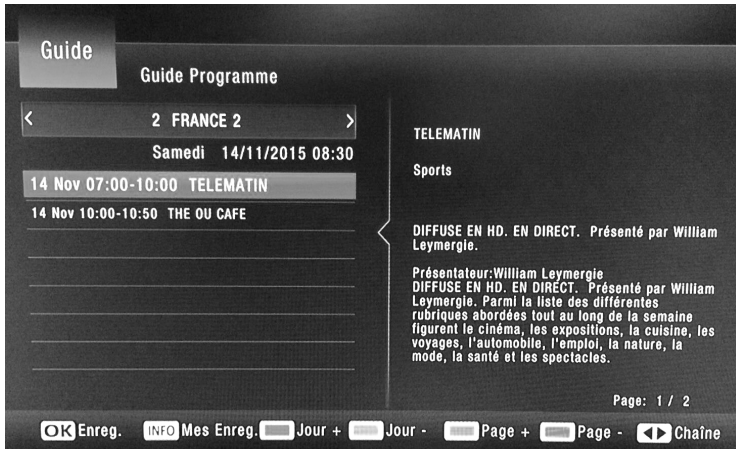 Guide
Guide Programme
< 2 FRANCE 2 >
Samedi 14/11/2015 08:30
14 Nov 07:00-10:00 TELEMATIN
14 Nov 10:00-10:50 THE OU CAFE
TELEMATIN
Sports
DIFFUSE EN HD. EN DIRECT. Présenté par William
Leymergie.
Présentateur:William Leymergie
DIFFUSE EN HD. EN DIRECT. Présenté par William
Leymergie. Parmi la liste des différentes
rubriques abordées tout au long de la semaine
figurent le cinéma, les expositions, la cuisine, les
voyages, l'automobile, l'emploi, la nature, la
mode, la santé et les spectacles.
Page: 1 / 2
OK Enreg. INFO Mes Enreg. Jour + Jour - Page + Page - Chaîne